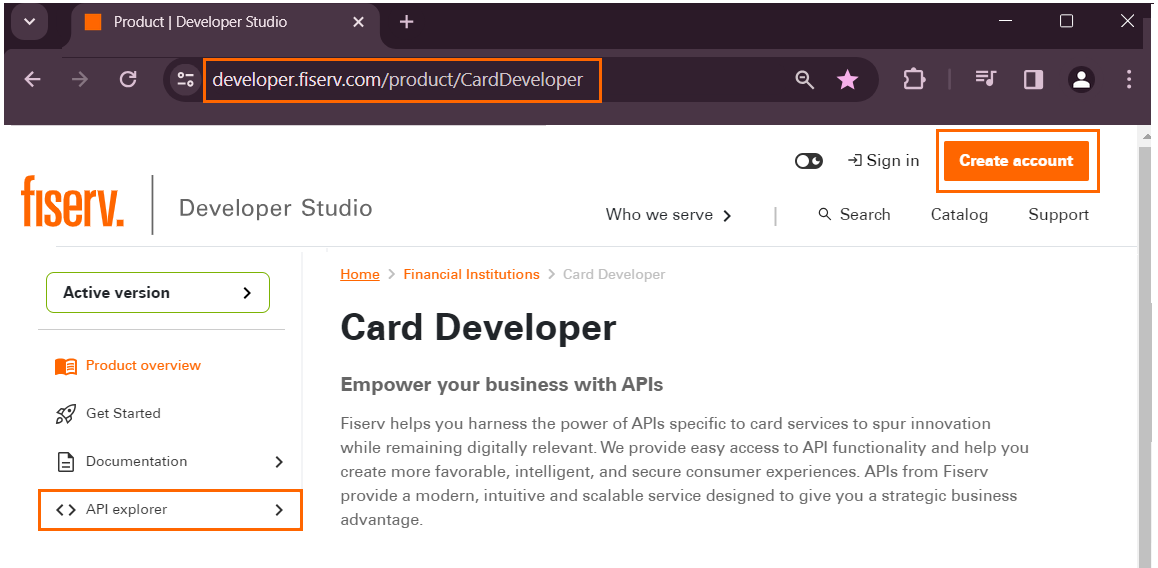 Product | Developer Studio
developer.fiserv.com/product/CardDeveloper
Sign in
Create account
fiserv.
Developer Studio
Who we serve
Search
Catalog
Support
Active version
Product overview
Get Started
Documentation
API explorer
Home > Financial Institutions > Card Developer
Card Developer
Empower your business with APIs
Fiserv helps you harness the power of APIs specific to card services to spur innovation
while remaining digitally relevant. We provide easy access to API functionality and help you
create more favorable, intelligent, and secure consumer experiences. APIs from Fiserv
provide a modern, intuitive and scalable service designed to give you a strategic business
advantage.